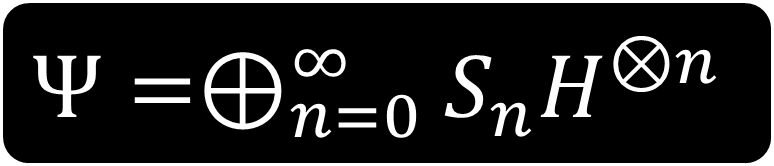 Ψ = ⊕_{n=0}^{∞} S_n H^{⊗n}